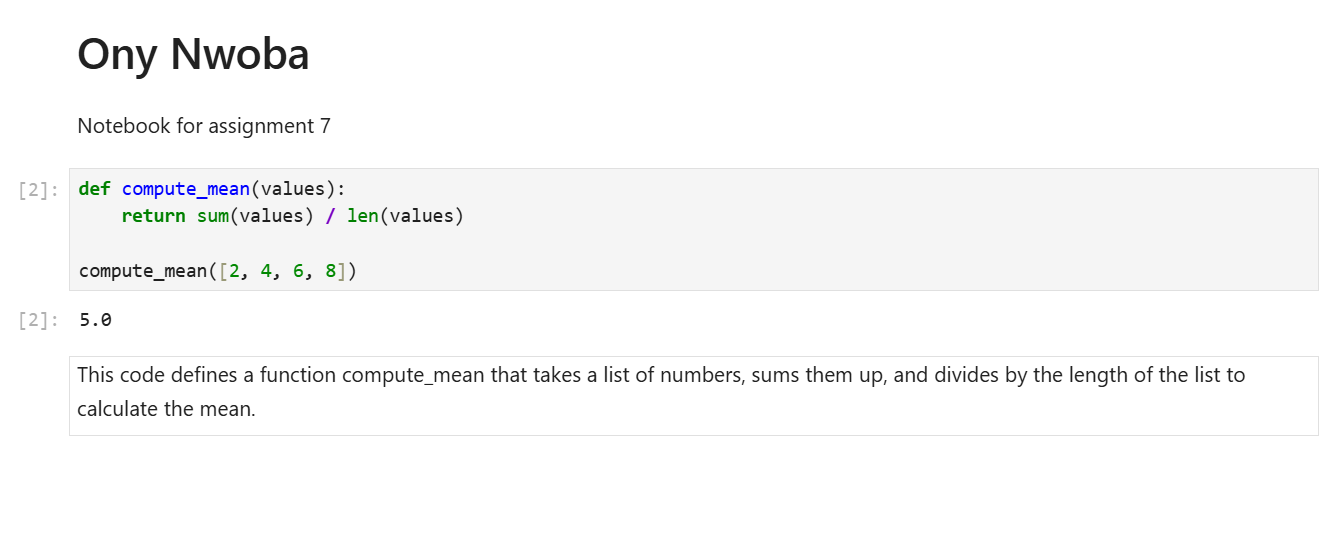 Ony Nwoba
Notebook for assignment 7
[2]: def compute_mean(values):
    return sum(values) / len(values)
compute_mean([2, 4, 6, 8])
[2]: 5.0
This code defines a function compute_mean that takes a list of numbers, sums them up, and divides by the length of the list to
calculate the mean.